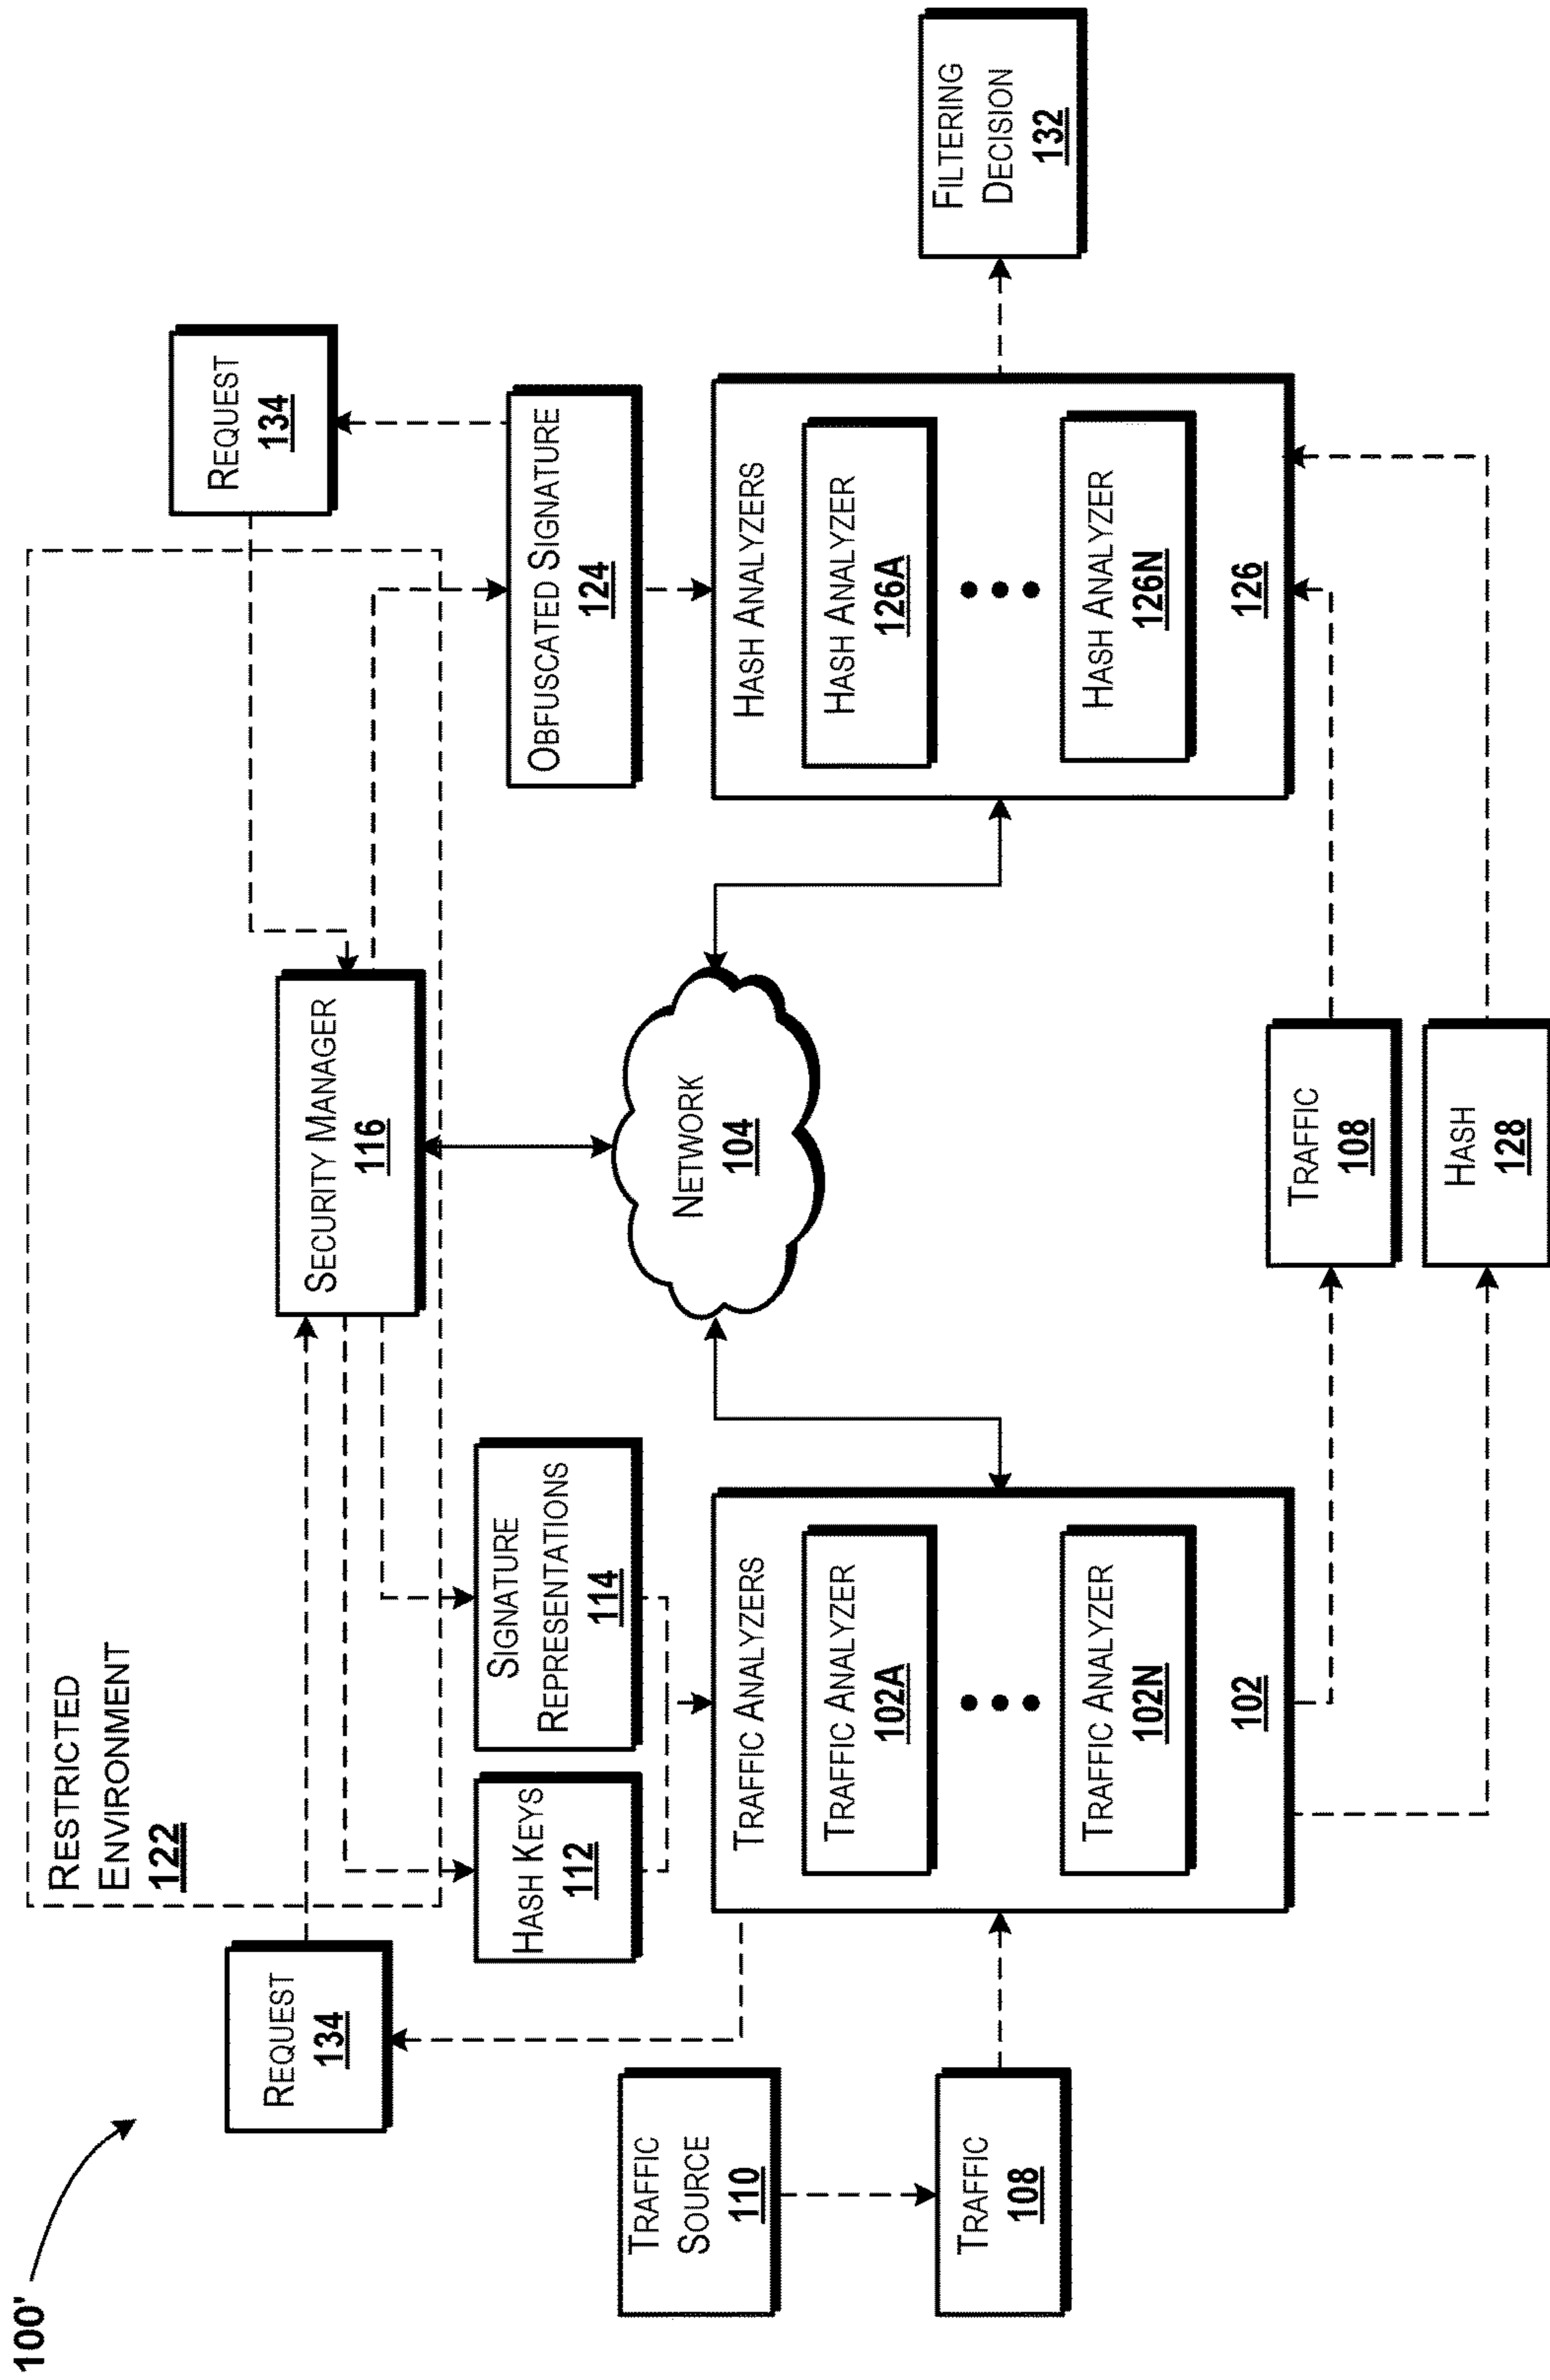 100'
RESTRICTED
ENVIRONMENT
122
REQUEST
134
SECURITY MANAGER
116
REQUEST
134
HASH KEYS
112
SIGNATURE
REPRESENTATIONS
114
OBFUSCATED SIGNATURE
124
TRAFFIC
SOURCE
110
NETWORK
104
TRAFFIC ANALYZERS
TRAFFIC ANALYZER
102A
TRAFFIC ANALYZER
102N
102
HASH ANALYZERS
HASH ANALYZER
126A
HASH ANALYZER
126N
126
FILTERING
DECISION
132
TRAFFIC
108
TRAFFIC
108
HASH
128